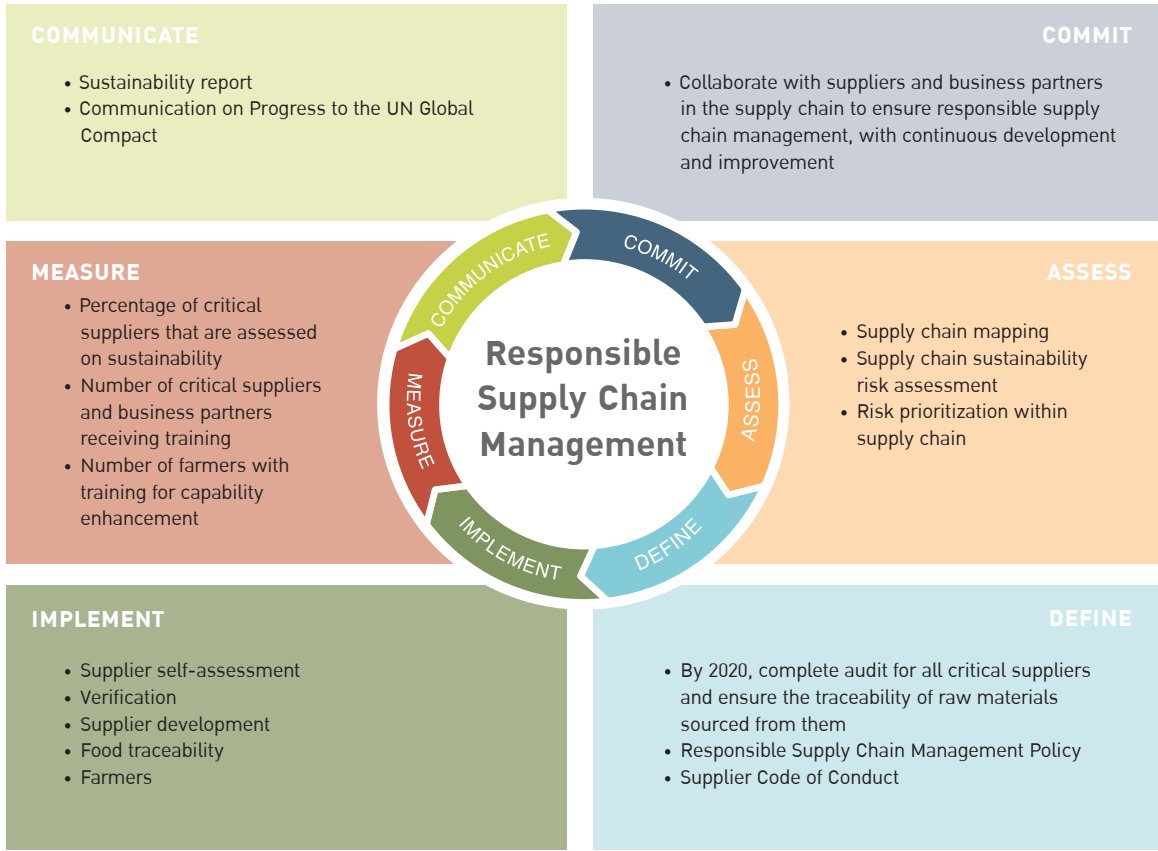 COMMUNICATE
• Sustainability report
• Communication on Progress to the UN Global
Compact
COMMIT
• Collaborate with suppliers and business partners
in the supply chain to ensure responsible supply
chain management, with continuous development
and improvement
MEASURE
• Percentage of critical
suppliers that are assessed
on sustainability
• Number of critical suppliers
and business partners
receiving training
• Number of farmers with
training for capability
enhancement
COMMUNICATE
COMMIT
ASSESS
DEFINE
IMPLEMENT
MEASURE
Responsible
Supply Chain
Management
ASSESS
• Supply chain mapping
• Supply chain sustainability
risk assessment
• Risk prioritization within
supply chain
IMPLEMENT
• Supplier self-assessment
• Verification
• Supplier development
• Food traceability
• Farmers
DEFINE
• By 2020, complete audit for all critical suppliers
and ensure the traceability of raw materials
sourced from them
• Responsible Supply Chain Management Policy
• Supplier Code of Conduct